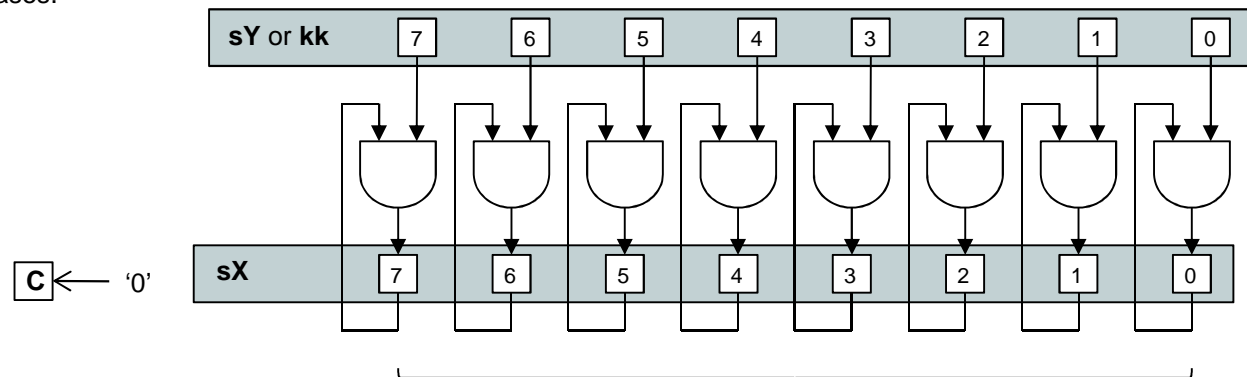 sY or kk 7 6 5 4 3 2 1 0
C ‘0’ sX 7 6 5 4 3 2 1 0